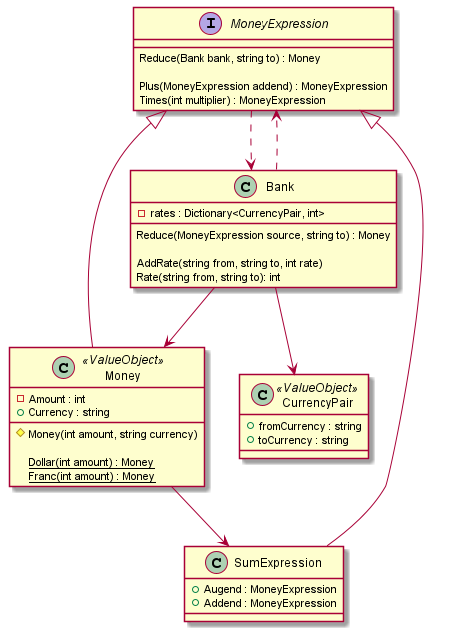 I MoneyExpression
Reduce(Bank bank, string to) : Money
Plus(MoneyExpression addend) : MoneyExpression
Times(int multiplier) : MoneyExpression
C Bank
rates : Dictionary<CurrencyPair, int>
Reduce(MoneyExpression source, string to) : Money
AddRate(string from, string to, int rate)
Rate(string from, string to): int
C «ValueObject»
Money
Amount : int
Currency : string
Money(int amount, string currency)
Dollar(int amount) : Money
Franc(int amount) : Money
C «ValueObject»
CurrencyPair
fromCurrency : string
toCurrency : string
C SumExpression
Augend : MoneyExpression
Addend : MoneyExpression